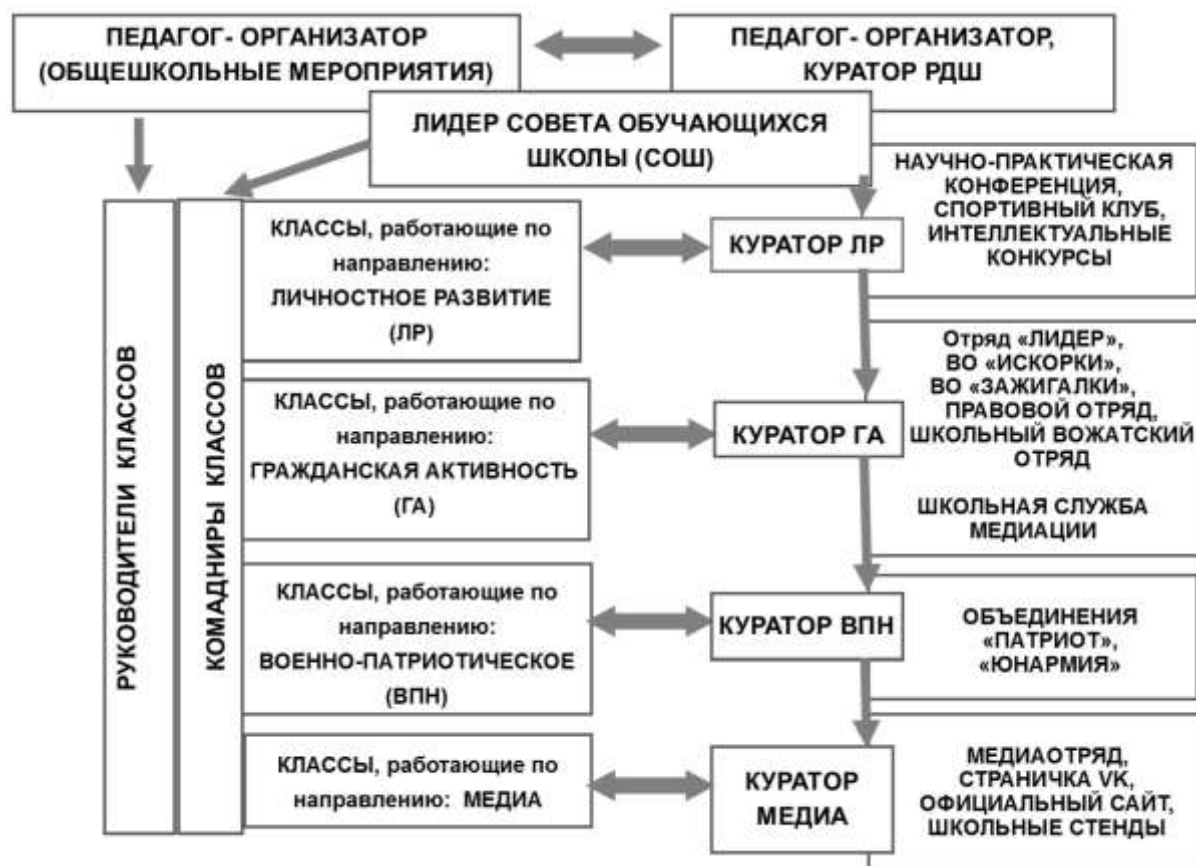 ПЕДАГОГ- ОРГАНИЗАТОР
(ОБЩЕШКОЛЬНЫЕ МЕРОПРИЯТИЯ)
ПЕДАГОГ- ОРГАНИЗАТОР,
КУРАТОР РДШ
ЛИДЕР СОВЕТА ОБУЧАЮЩИХСЯ
ШКОЛЫ (СОШ)
РУКОВОДИТЕЛИ КЛАССОВ
КОМАДНИРЫ КЛАССОВ
КЛАССЫ, работающие по
направлению:
ЛИЧНОСТНОЕ РАЗВИТИЕ
(ЛР)
КУРАТОР ЛР
НАУЧНО-ПРАКТИЧЕСКАЯ
КОНФЕРЕНЦИЯ,
СПОРТИВНЫЙ КЛУБ,
ИНТЕЛЛЕКТУАЛЬНЫЕ
КОНКУРСЫ
КЛАССЫ, работающие по
направлению:
ГРАЖДАНСКАЯ АКТИВНОСТЬ
(ГА)
КУРАТОР ГА
Отряд «ЛИДЕР»,
ВО «ИСКОРКИ»,
ВО «ЗАЖИГАЛКИ»,
ПРАВОВОЙ ОТРЯД,
ШКОЛЬНЫЙ ВОЖАТСКИЙ
ОТРЯД
ШКОЛЬНАЯ СЛУЖБА
МЕДИАЦИИ
КЛАССЫ, работающие по
направлению:
ВОЕННО-ПАТРИОТИЧЕСКОЕ
(ВПН)
КУРАТОР ВПН
ОБЪЕДИНЕНИЯ
«ПАТРИОТ»,
«ЮНАРМИЯ»
КЛАССЫ, работающие по
направлению: МЕДИА
КУРАТОР
МЕДИА
МЕДИАОТРЯД,
СТРАНИЧКА VK,
ОФИЦИАЛЬНЫЙ САЙТ,
ШКОЛЬНЫЕ СТЕНДЫ